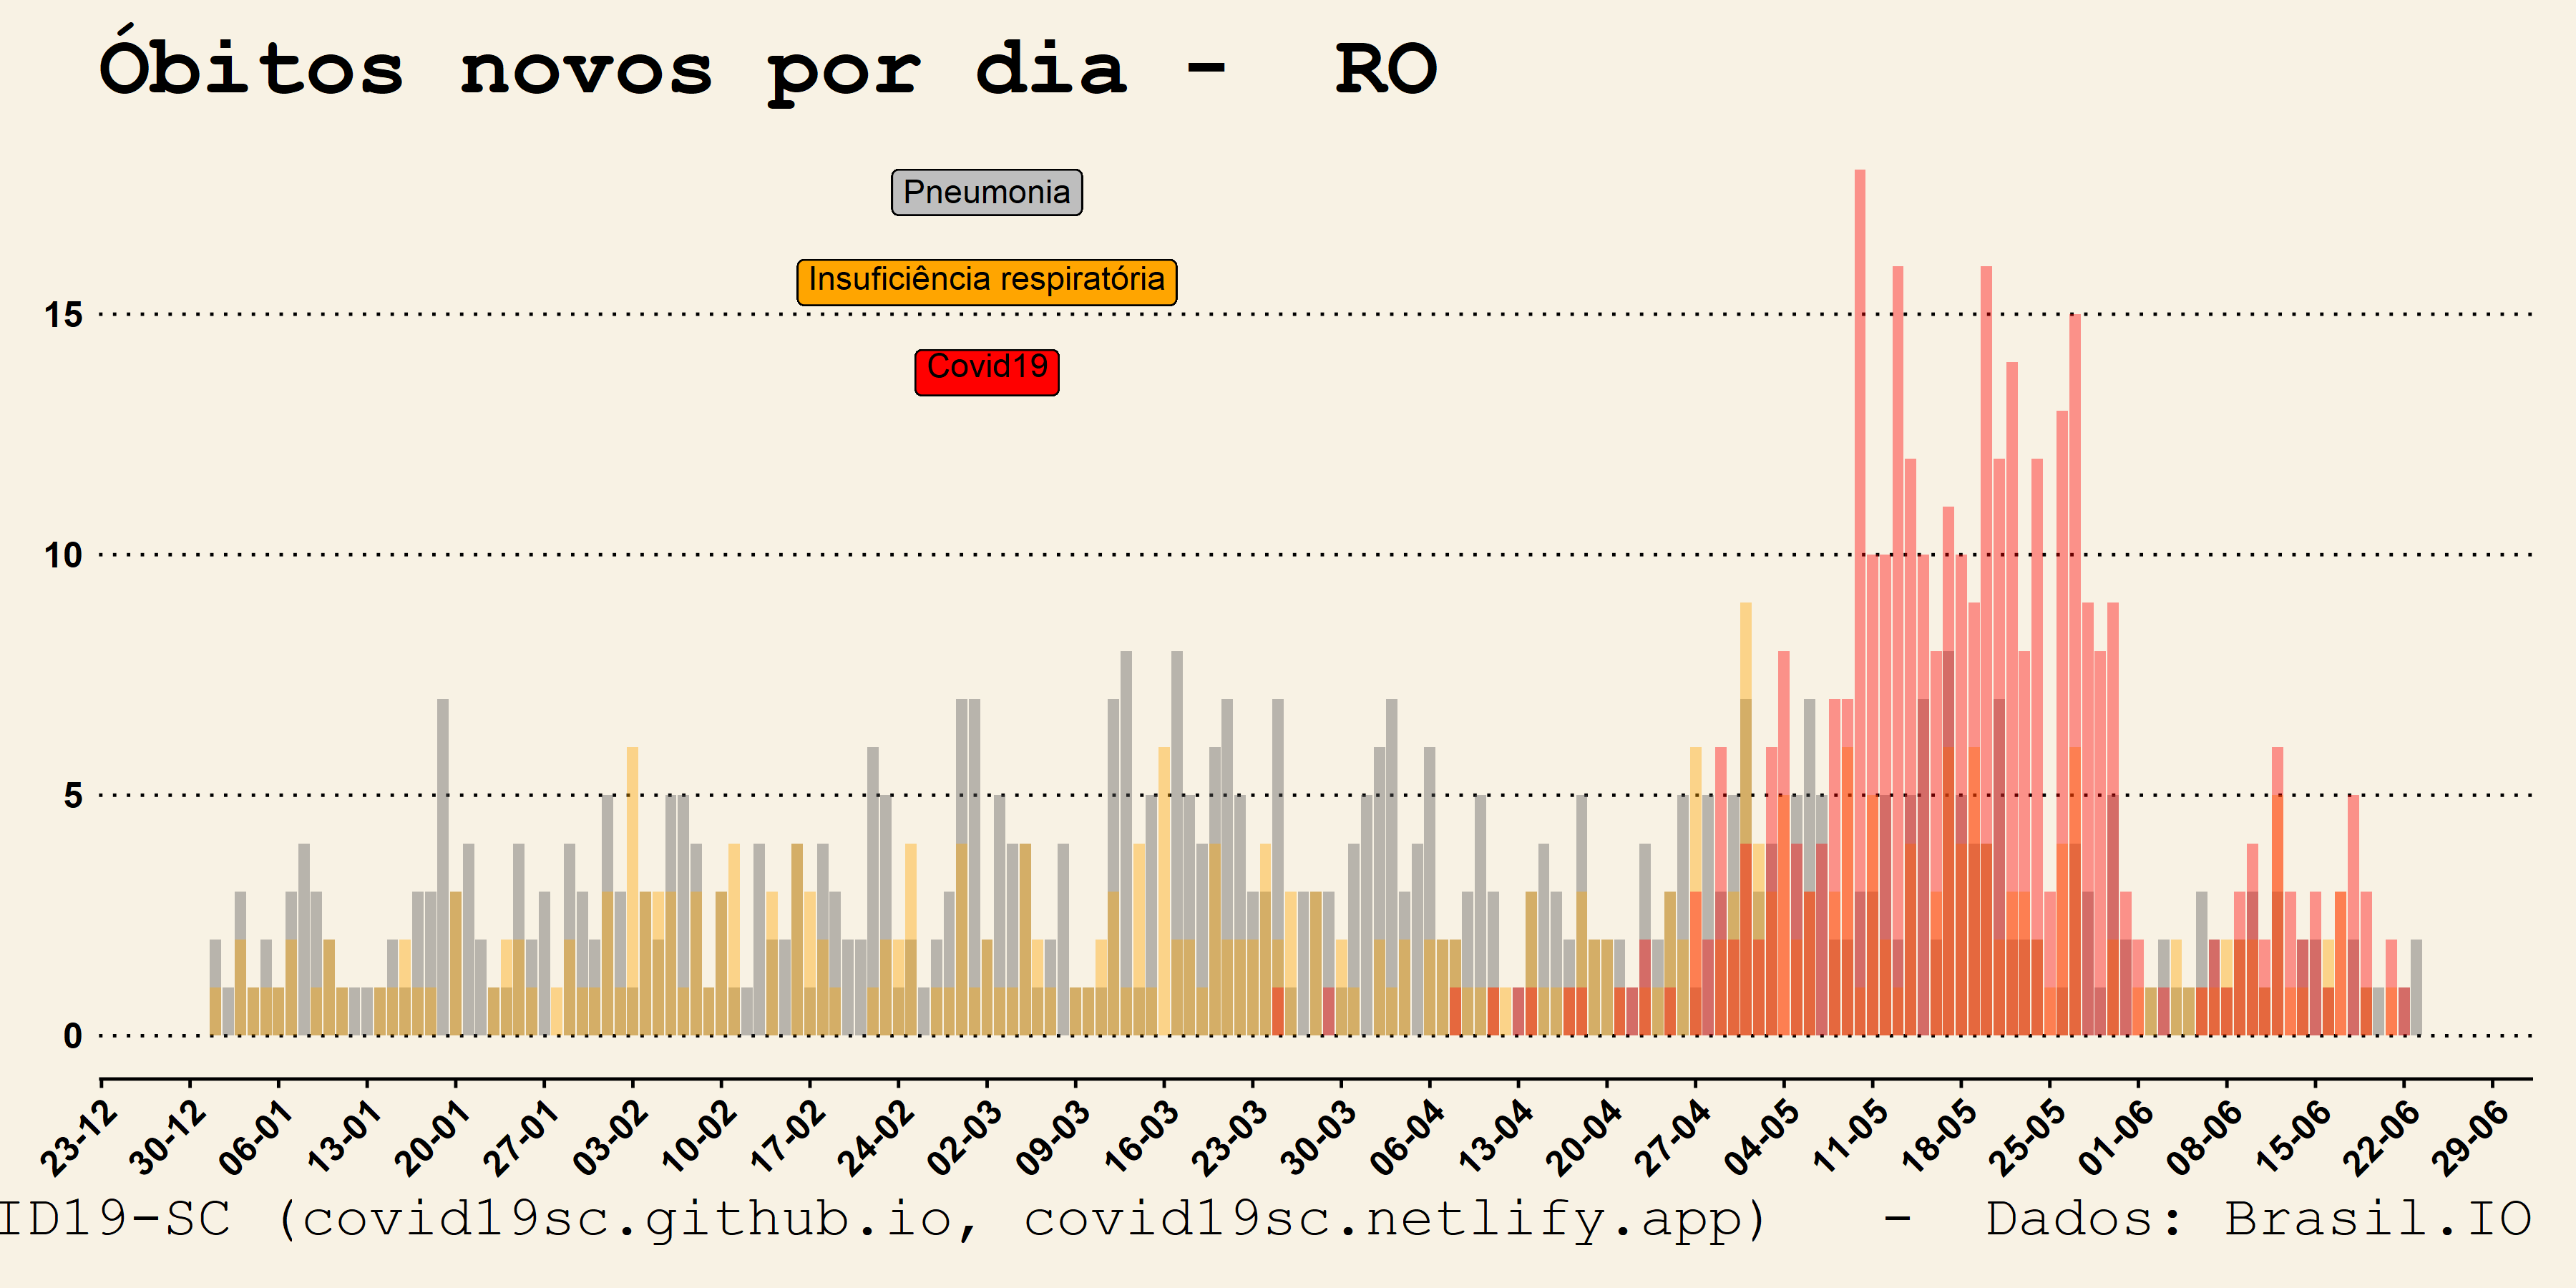 Óbitos novos por dia - RO
Pneumonia
Insuficiência respiratória
Covid19
15
10
5
0
23-12 30-12 06-01 13-01 20-01 27-01 03-02 10-02 17-02 24-02 02-03 09-03 16-03 23-03 30-03 06-04 13-04 20-04 27-04 04-05 11-05 18-05 25-05 01-06 08-06 15-06 22-06 29-06
ID19-SC (covid19sc.github.io, covid19sc.netlify.app) - Dados: Brasil.IO